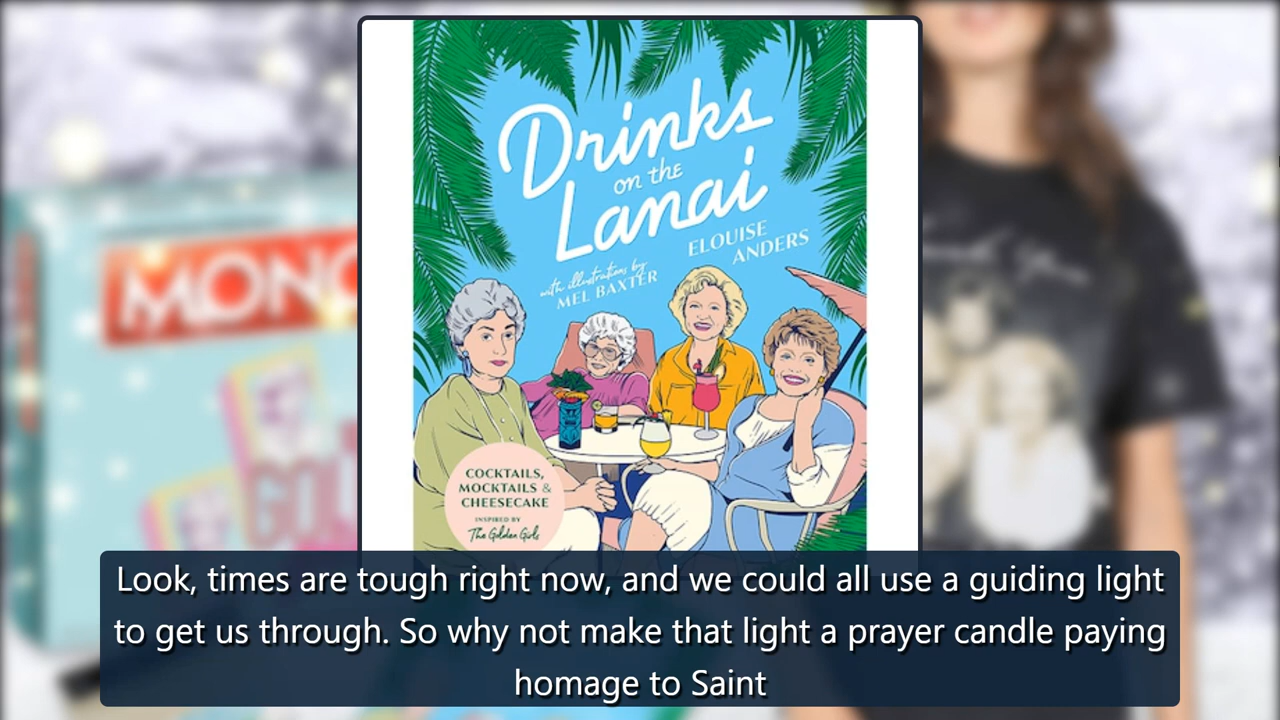 Drinks
on the
Lanai
ELOUISE
ANDERS
with illustrations by
MEL BAXTER
MONO
COCKTAILS,
MOCKTAILS &
CHEESECAKE
INSPIRED BY
The Golden Girls
Look, times are tough right now, and we could all use a guiding light
to get us through. So why not make that light a prayer candle paying
homage to Saint